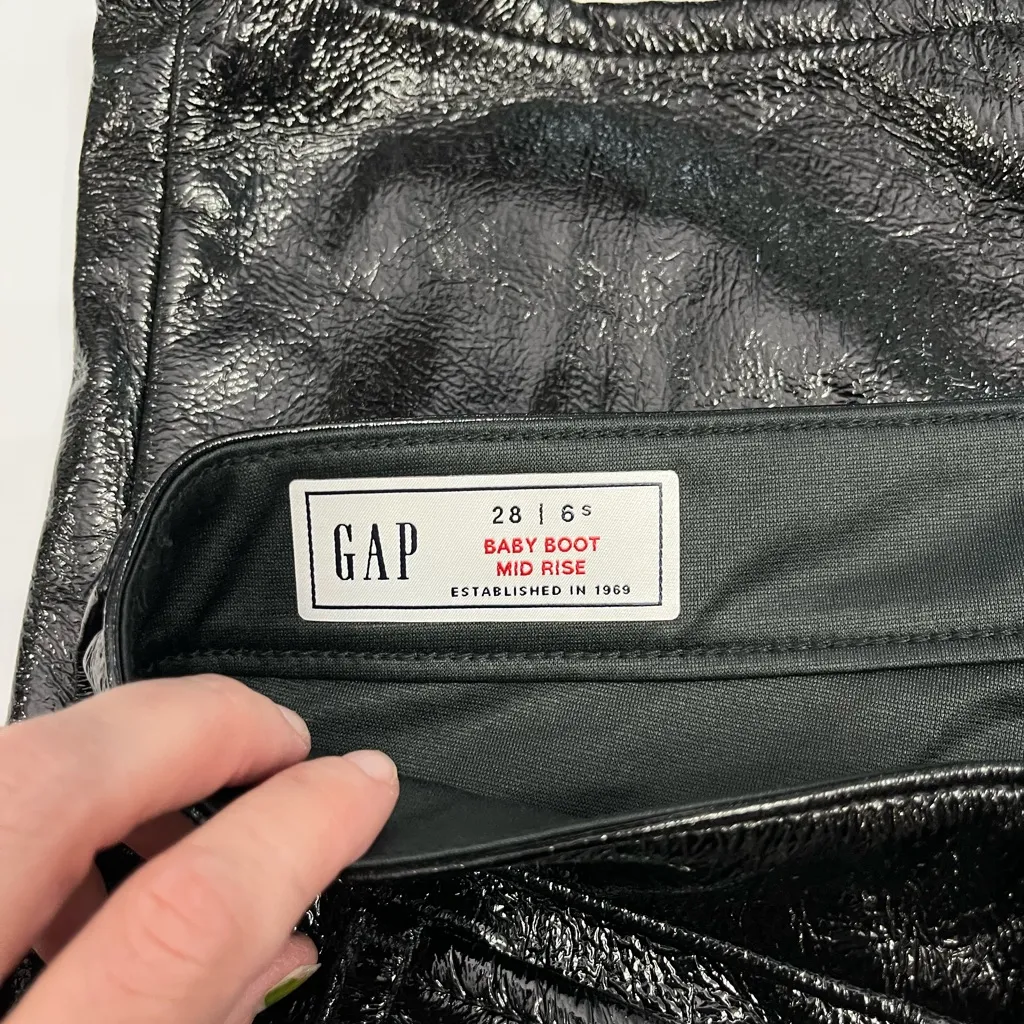 GAP
28 | 6s
BABY BOOT
MID RISE
ESTABLISHED IN 1969